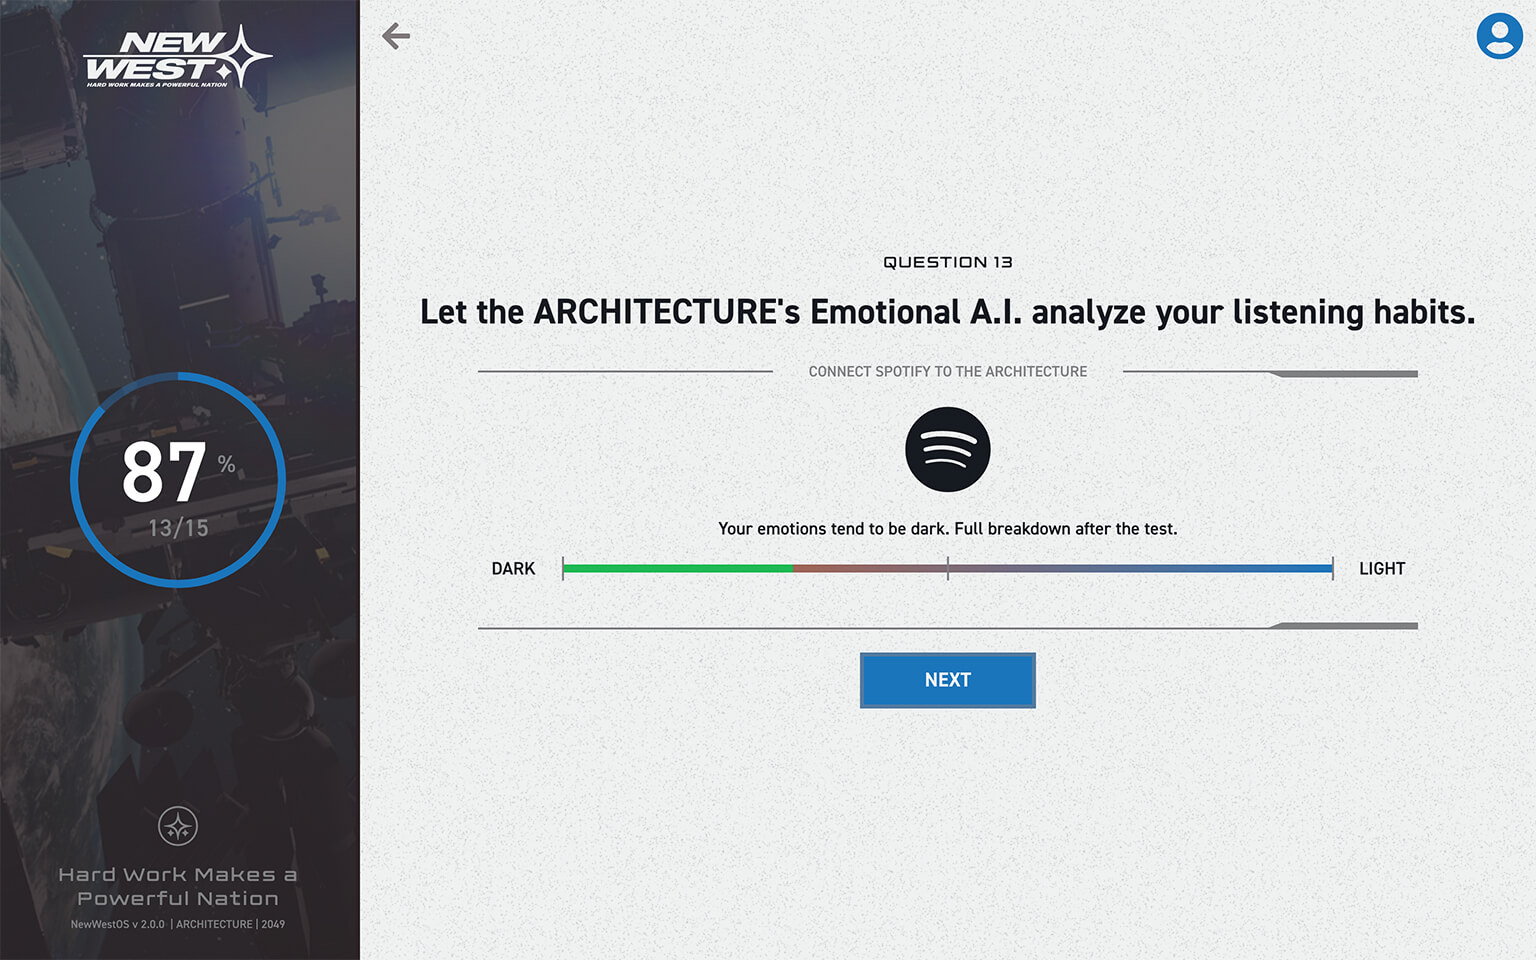 NEW
WEST
HARD WORK MAKES A POWERFUL NATION
87 %
13/15
Hard Work Makes a
Powerful Nation
NewWestOS v 2.0.0 | ARCHITECTURE | 2049
QUESTION 13
Let the ARCHITECTURE's Emotional A.I. analyze your listening habits.
CONNECT SPOTIFY TO THE ARCHITECTURE
Your emotions tend to be dark. Full breakdown after the test.
DARK
LIGHT
NEXT